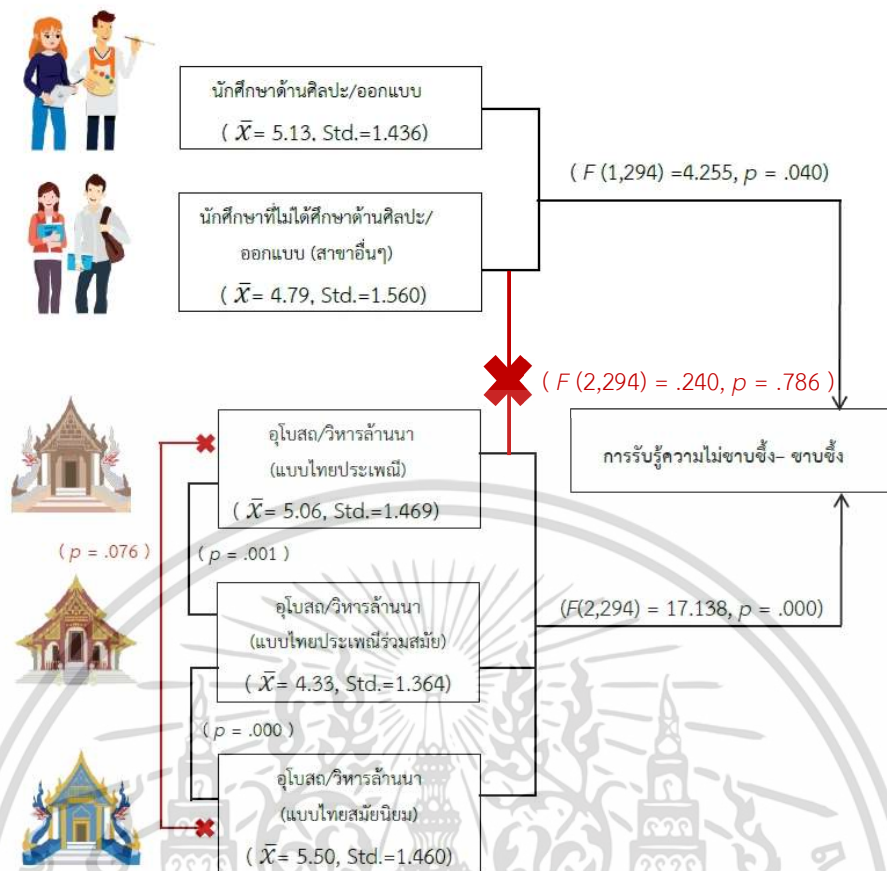 นักศึกษาด้านศิลปะ/ออกแบบ
( x̄ = 5.13, Std.=1.436)
( F (1,294) =4.255, p = .040)
นักศึกษาที่ไม่ได้ศึกษาด้านศิลปะ/
ออกแบบ (สาขาอื่นๆ)
( x̄ = 4.79, Std.=1.560)
( F (2,294) = .240, p = .786 )
อุโบสถ/วิหารล้านนา
(แบบไทยประเพณี)
( x̄ = 5.06, Std.=1.469)
การรับรู้ความไม่ซาบซึ้ง– ซาบซึ้ง
( p = .076 )
( p = .001 )
อุโบสถ/วิหารล้านนา
(แบบไทยประเพณีร่วมสมัย)
( x̄ = 4.33, Std.=1.364)
(F(2,294) = 17.138, p = .000)
( p = .000 )
อุโบสถ/วิหารล้านนา
(แบบไทยสมัยนิยม)
( x̄ = 5.50, Std.=1.460)